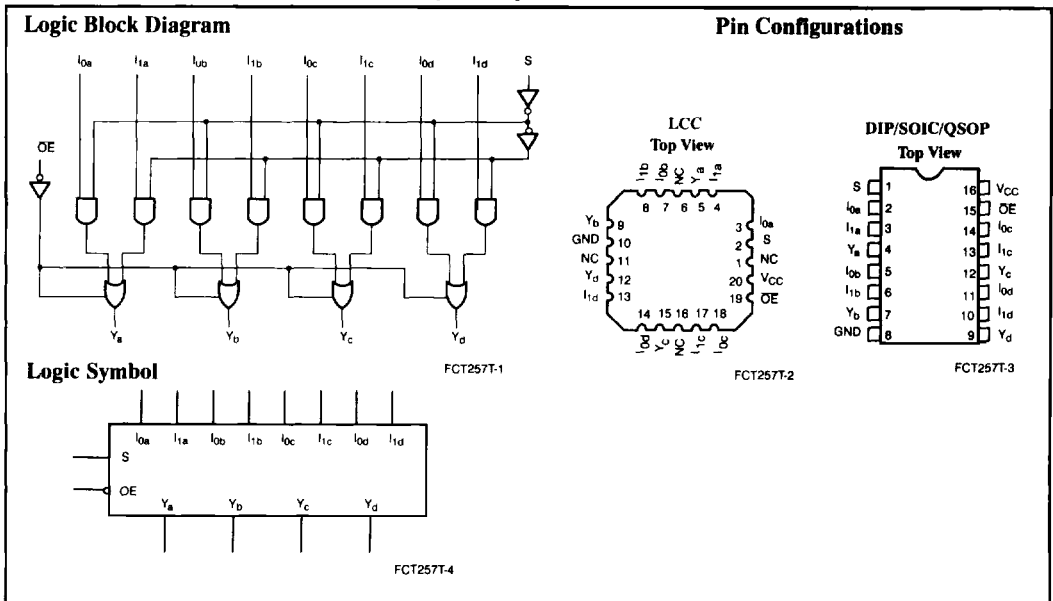 Logic Block Diagram
I0a I1a IUb I1b I0c I1c I0d I1d S
OE
Ya Yb Yc Yd
FCT257T-1
Logic Symbol
I0a I1a I0b I1b I0c I1c I0d I1d
S
OE
Ya Yb Yc Yd
FCT257T-4
Pin Configurations
LCC
Top View
I1b I0b NC Ya I1a
8 7 6 5 4
Yb 9
GND 10
NC 11
Yd 12
I1d 13
3 I0a
2 S
1 NC
20 VCC
19 OE
14 15 16 17 18
I0d Yc NC I1c I0c
FCT257T-2
DIP/SOIC/QSOP
Top View
S 1 16 VCC
I0a 2 15 OE
I1a 3 14 I0c
Ya 4 13 I1c
I0b 5 12 Yc
I1b 6 11 I0d
Yb 7 10 I1d
GND 8 9 Yd
FCT257T-3